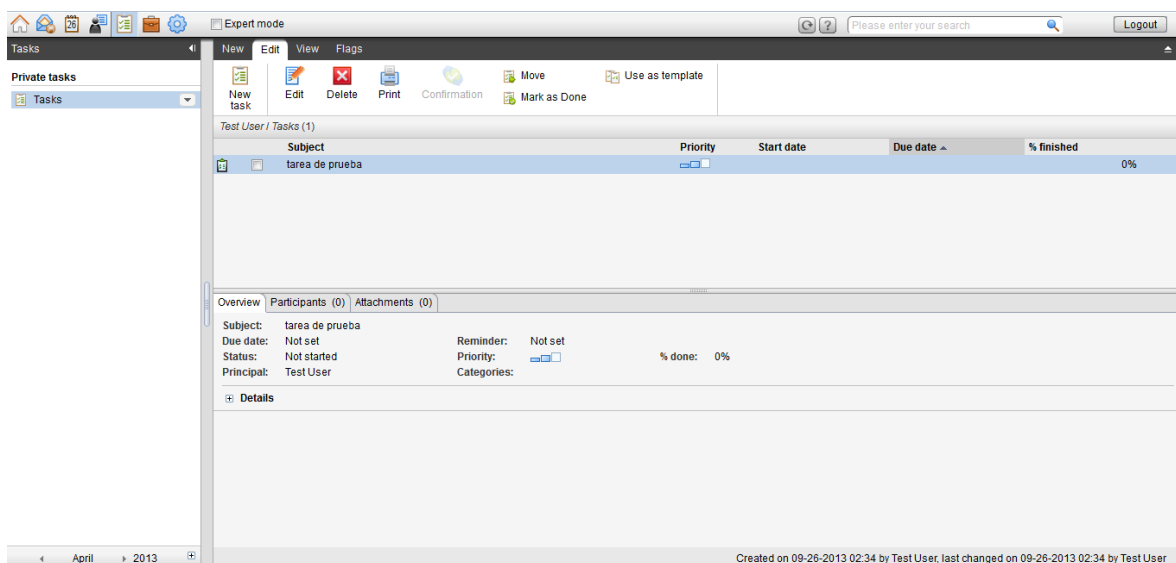 26 Expert mode Please enter your search Logout
Tasks New Edit View Flags
Private tasks
Tasks
New task Edit Delete Print Confirmation Move Use as template
Mark as Done
Test User / Tasks (1)
Subject Priority Start date Due date % finished
tarea de prueba 0%
Overview Participants (0) Attachments (0)
Subject: tarea de prueba
Due date: Not set Reminder: Not set
Status: Not started Priority: % done: 0%
Principal: Test User Categories:
Details
April 2013 Created on 09-26-2013 02:34 by Test User, last changed on 09-26-2013 02:34 by Test User